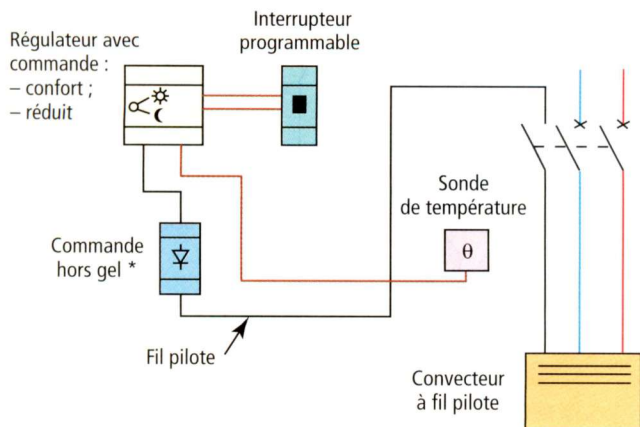 Régulateur avec
commande :
– confort ;
– réduit
Interrupteur
programmable
Sonde
de température
θ
Commande
hors gel *
Fil pilote
Convecteur
à fil pilote